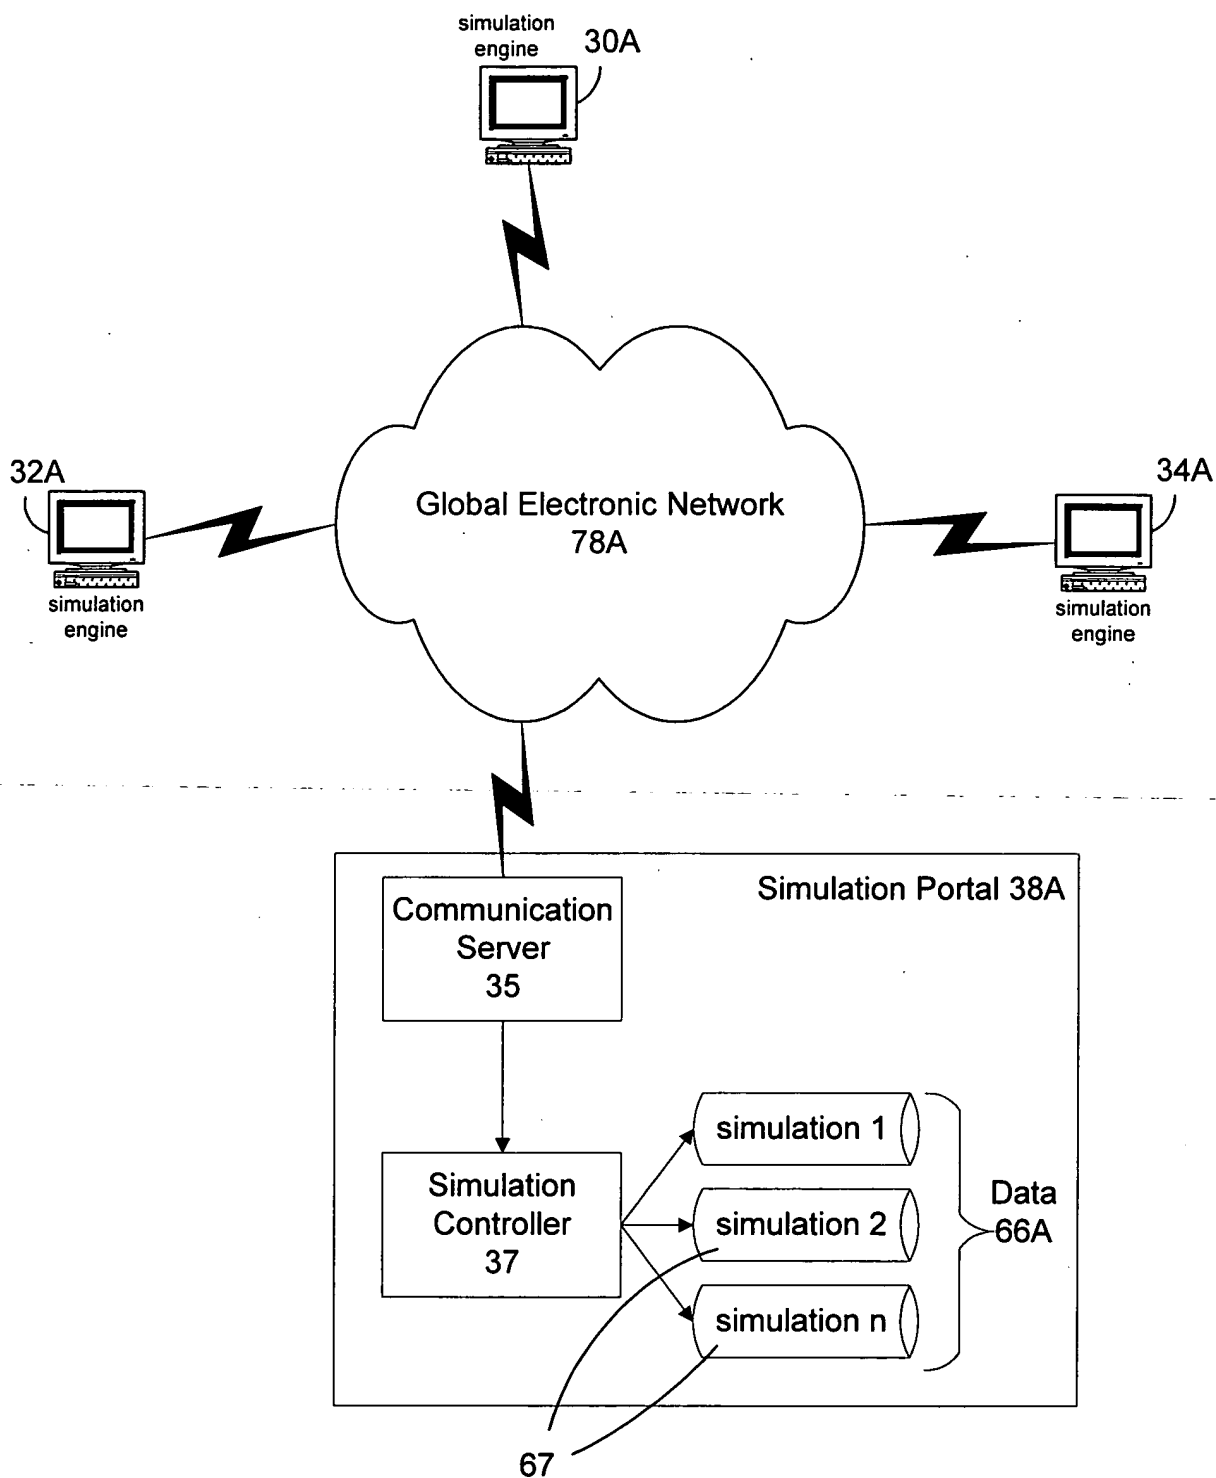 simulation
engine
30A
32A
simulation
engine
Global Electronic Network
78A
34A
simulation
engine
Simulation Portal 38A
Communication
Server
35
Simulation
Controller
37
simulation 1
simulation 2
simulation n
Data
66A
67